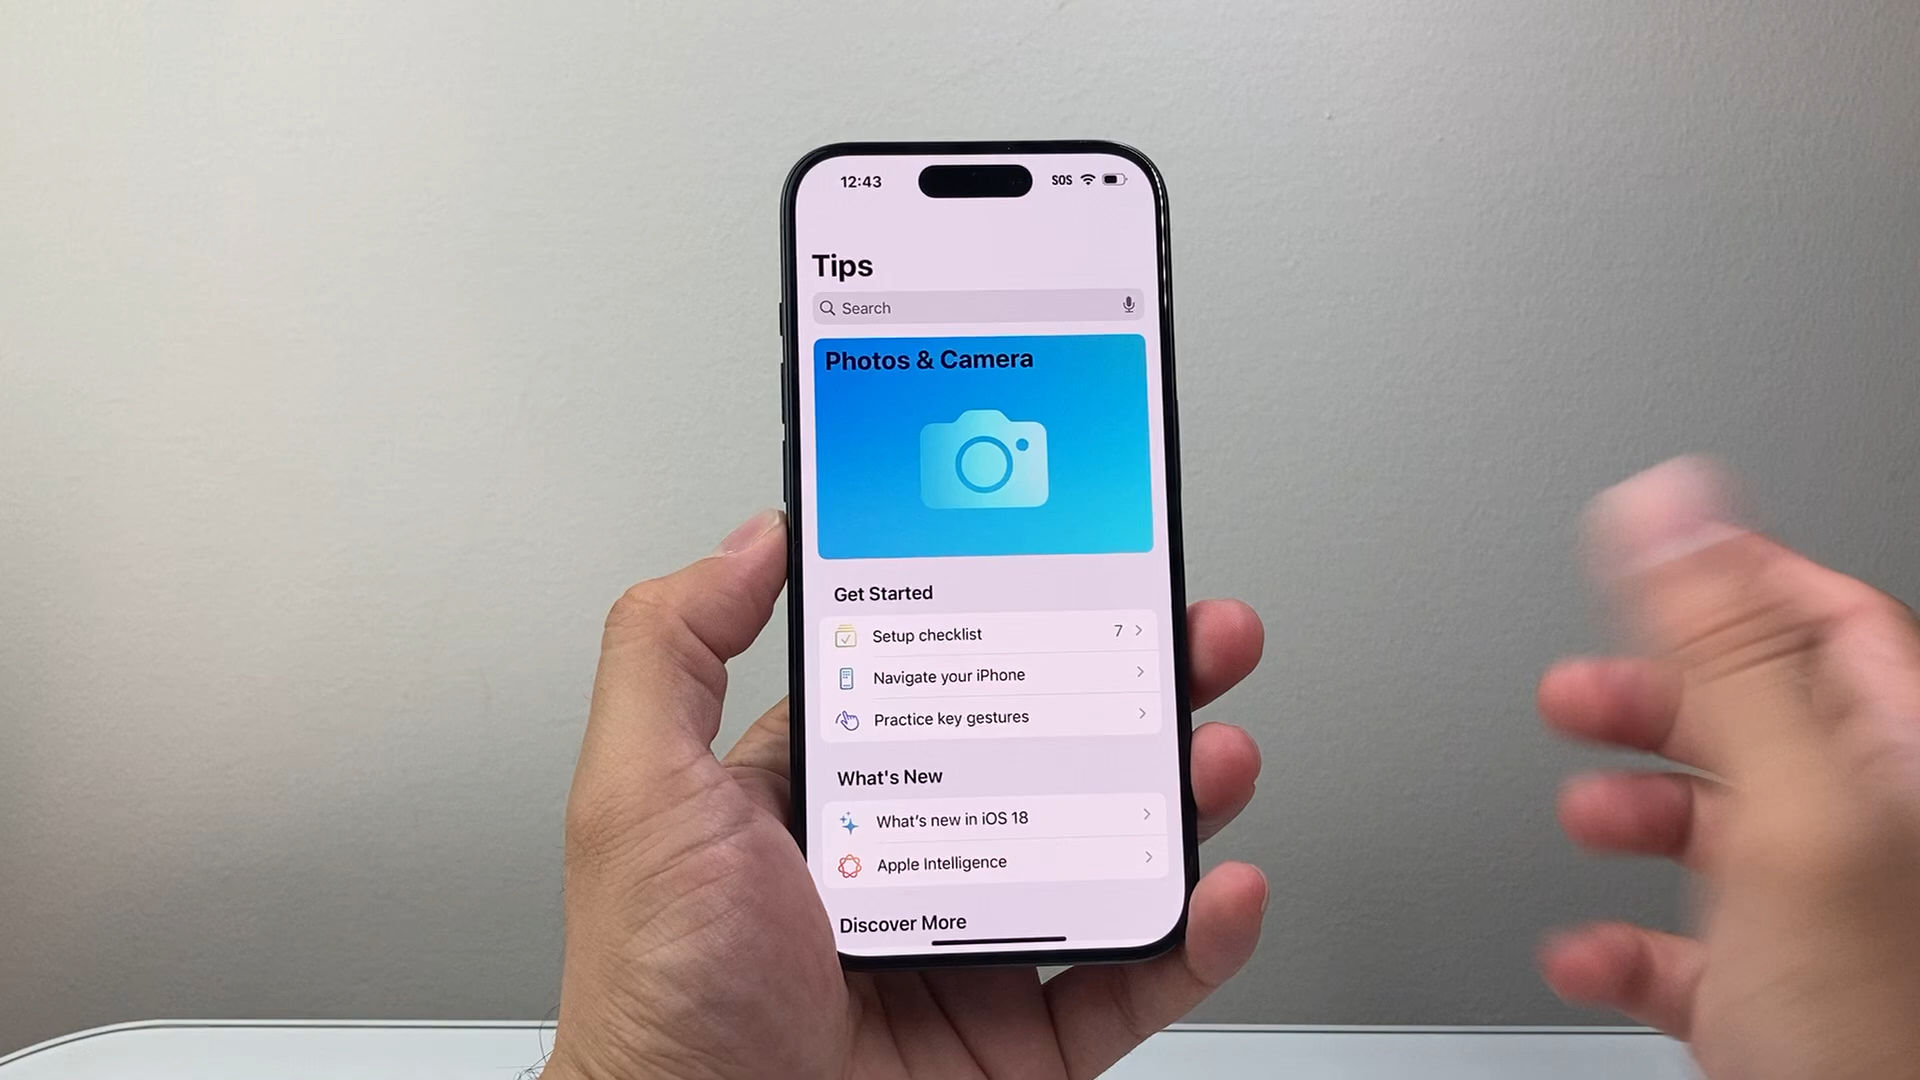 12:43
SOS
Tips
Search
Photos & Camera
Get Started
Setup checklist 7
Navigate your iPhone
Practice key gestures
What's New
What's new in iOS 18
Apple Intelligence
Discover More